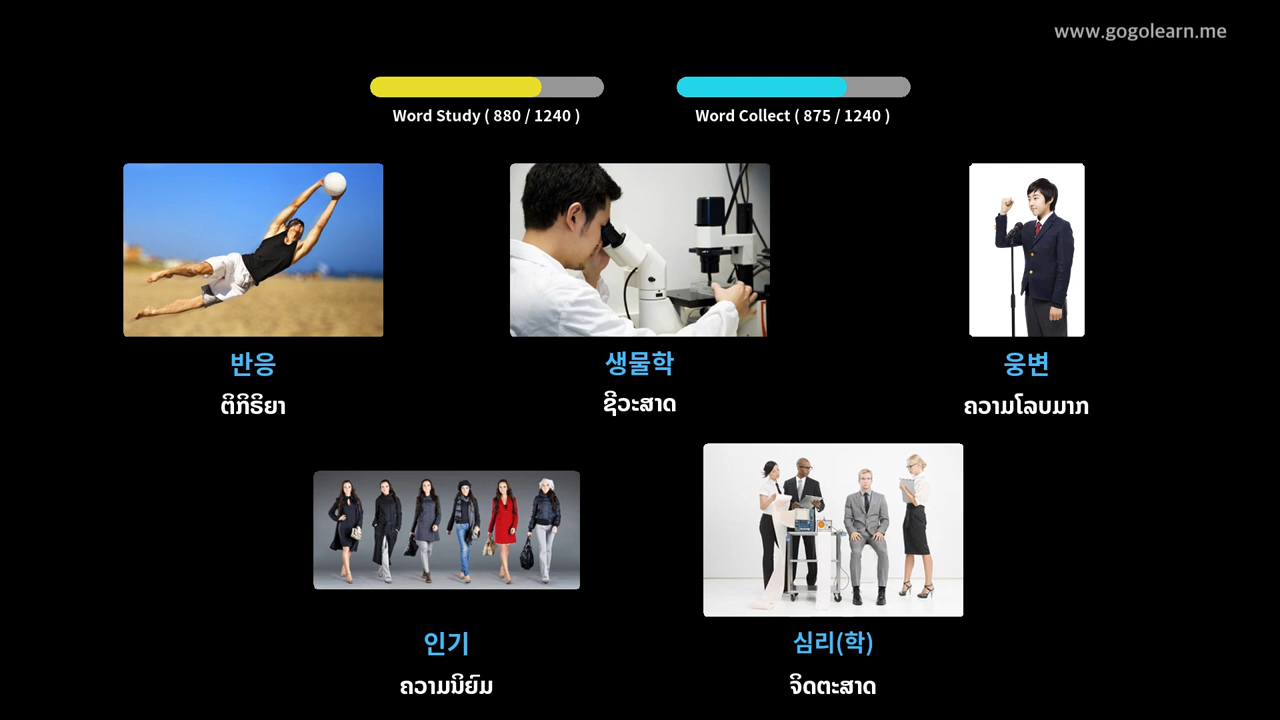 www.gogolearn.me
Word Study ( 880 / 1240 )
Word Collect ( 875 / 1240 )
반응
ຕິກິຣິຍາ
생물학
ຊີວະສາດ
웅변
ຄວາມໂລບມາກ
인기
ຄວາມນິຍົມ
심리(학)
ຈິດຕະສາດ